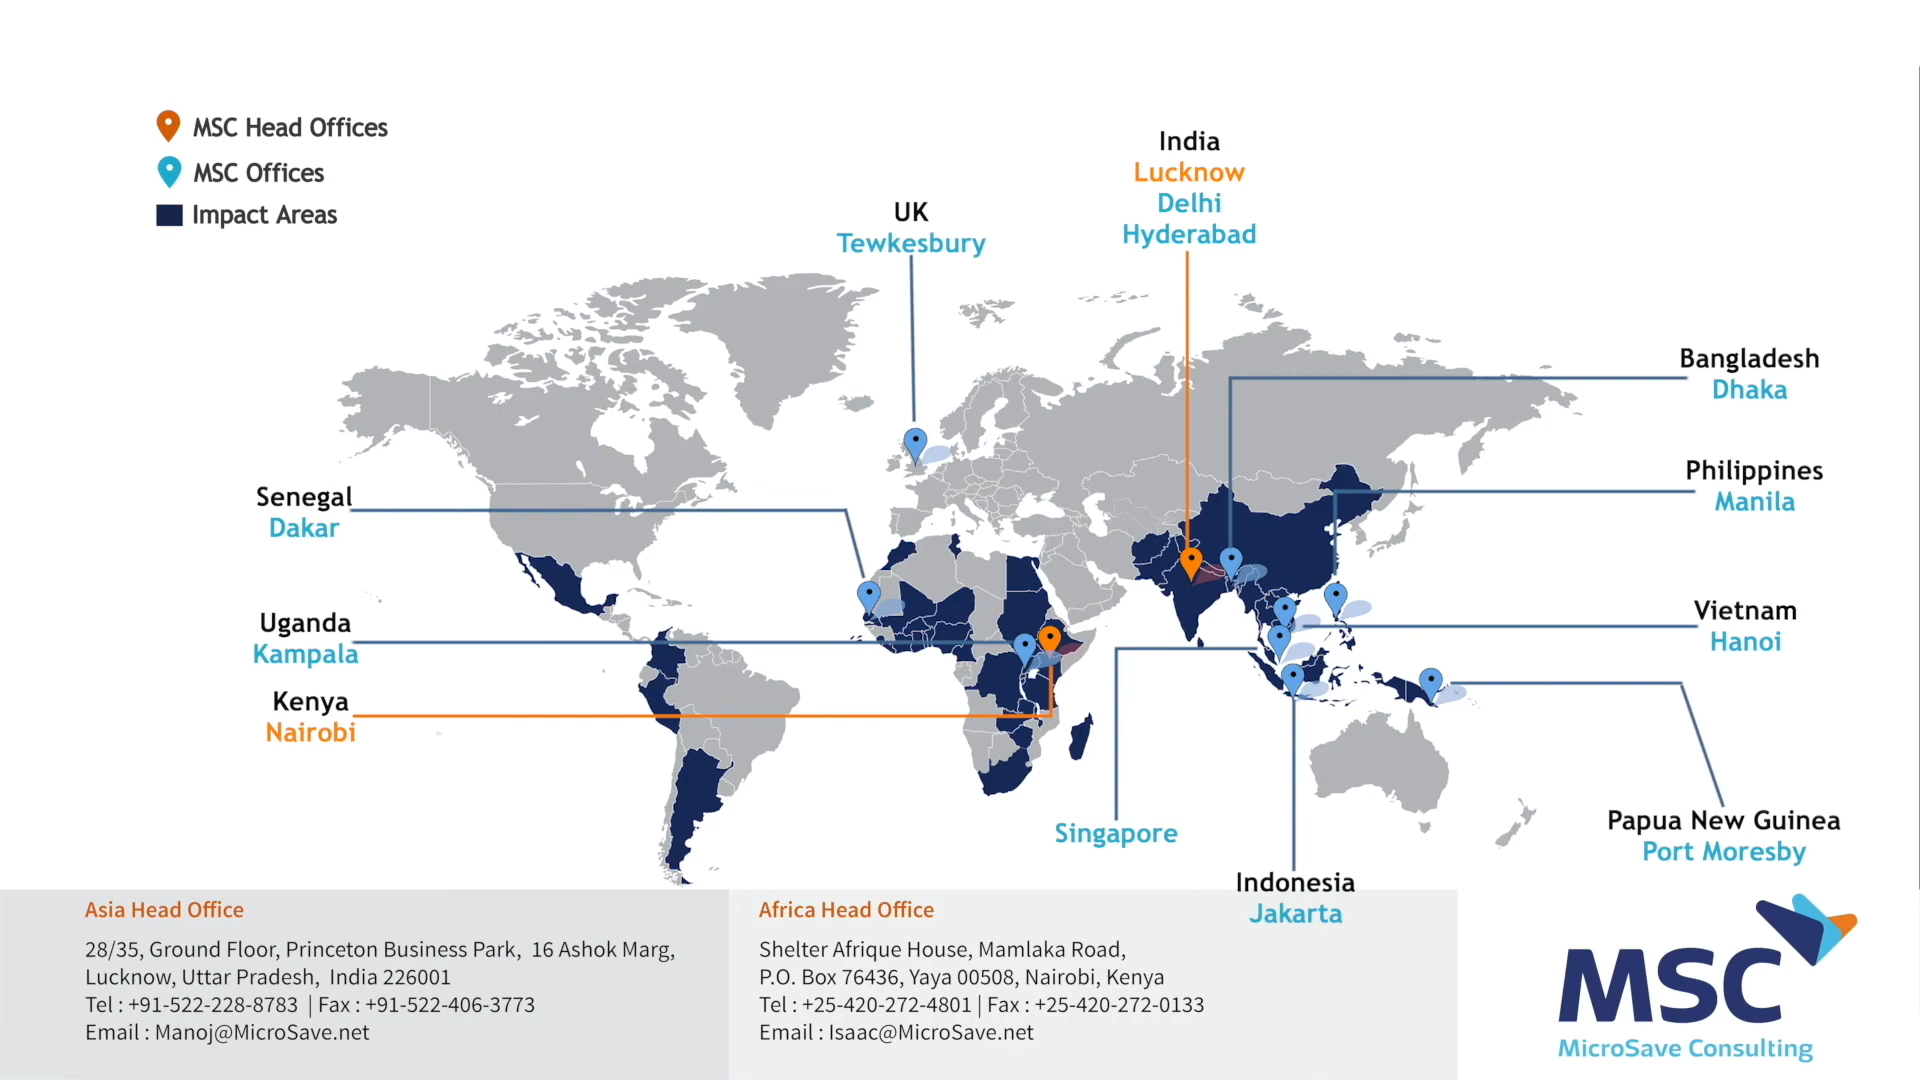 MSC Head Offices
MSC Offices
Impact Areas
India
Lucknow
Delhi
Hyderabad
UK
Tewkesbury
Bangladesh
Dhaka
Philippines
Manila
Senegal
Dakar
Vietnam
Hanoi
Uganda
Kampala
Kenya
Nairobi
Singapore
Papua New Guinea
Port Moresby
Indonesia
Jakarta
Asia Head Office
28/35, Ground Floor, Princeton Business Park, 16 Ashok Marg,
Lucknow, Uttar Pradesh, India 226001
Tel : +91-522-228-8783 | Fax : +91-522-406-3773
Email : Manoj@MicroSave.net
Africa Head Office
Shelter Afrique House, Mamlaka Road,
P.O. Box 76436, Yaya 00508, Nairobi, Kenya
Tel : +25-420-272-4801 | Fax : +25-420-272-0133
Email : Isaac@MicroSave.net
MSC
MicroSave Consulting